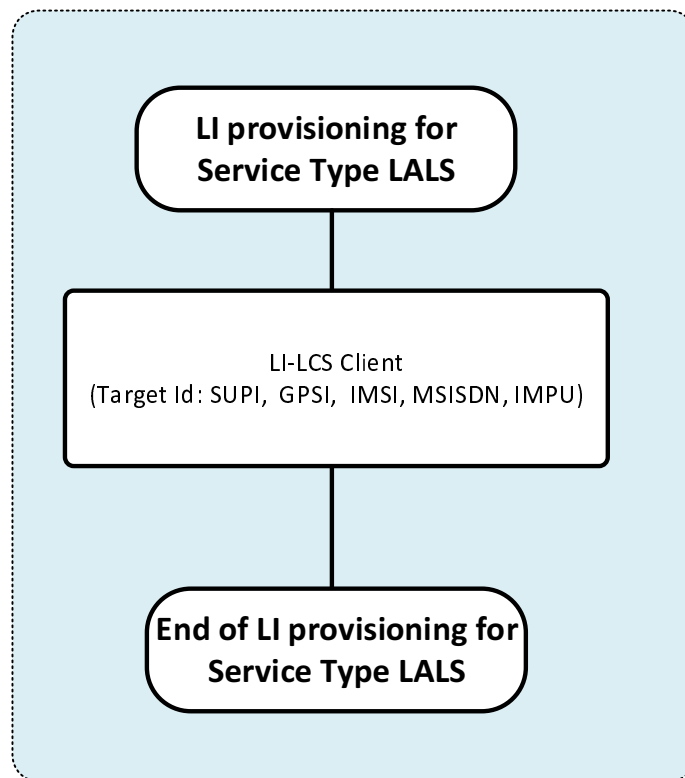 LI provisioning for
Service Type LALS
LI-LCS Client
(Target Id: SUPI, GPSI, IMSI, MSISDN, IMPU)
End of LI provisioning for
Service Type LALS